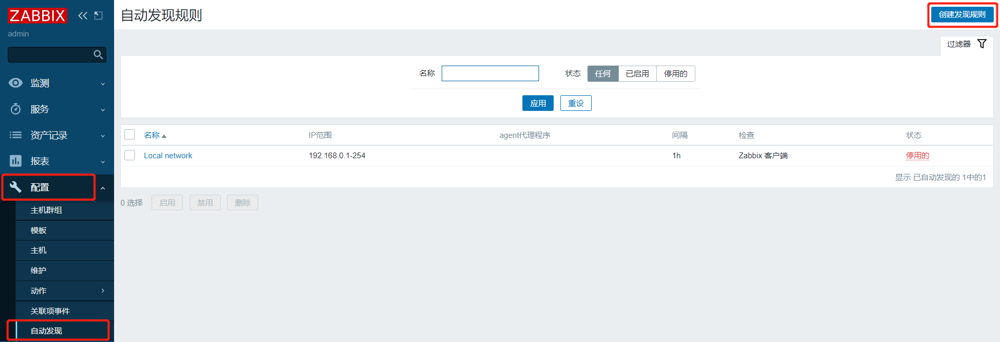 ZABBIX
admin
监测
服务
资产记录
报表
配置
主机群组
模板
主机
维护
动作
关联项事件
自动发现
自动发现规则
创建发现规则
过滤器
名称 状态 任何 已启用 停用的
应用 重设
名称 IP范围 agent代理程序 间隔 检查 状态
Local network 192.168.0.1-254 1h Zabbix 客户端 停用的
显示 已自动发现的 1中的1
0 选择 启用 禁用 删除